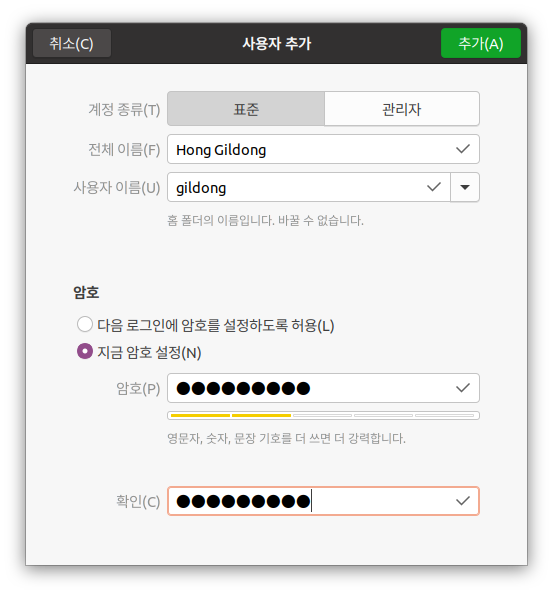 취소(C) 사용자 추가 추가(A)
계정 종류(T) 표준 관리자
전체 이름(F) Hong Gildong
사용자 이름(U) gildong
홈 폴더의 이름입니다. 바꿀 수 없습니다.
암호
다음 로그인에 암호를 설정하도록 허용(L)
지금 암호 설정(N)
암호(P) ●●●●●●●●●
영문자, 숫자, 문장 기호를 더 쓰면 더 강력합니다.
확인(C) ●●●●●●●●●